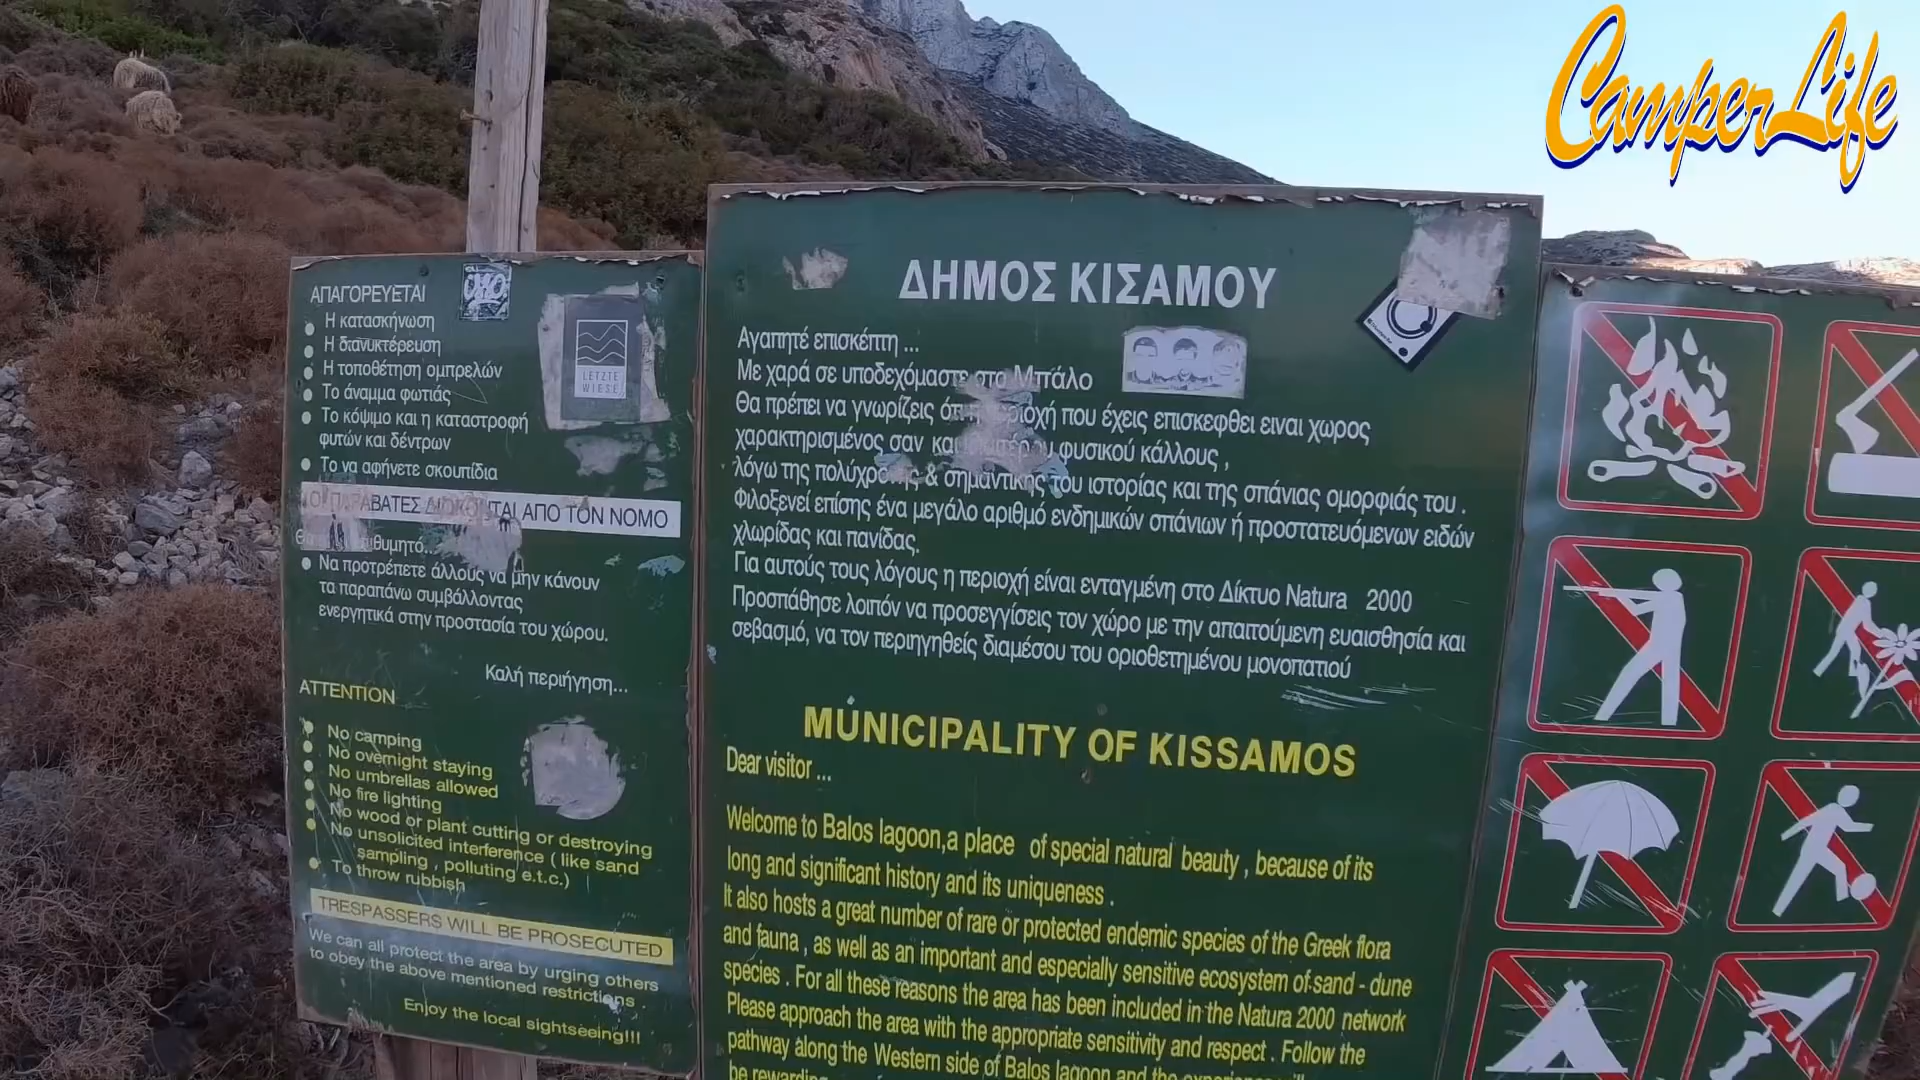 CamperLife
ΑΠΑΓΟΡΕΥΕΤΑΙ
Η κατασκήνωση
Η διανυκτέρευση
Η τοποθέτηση ομπρελών
Το άναμμα φωτιάς
Το κόψιμο και η καταστροφή
φυτών και δέντρων
Το να αφήνετε σκουπίδια
ΟΙ ΠΑΡΑΒΑΤΕΣ ΔΙΩΚΟΝΤΑΙ ΑΠΟ ΤΟΝ ΝΟΜΟ
Να προτρέπετε άλλους να μην κάνουν
τα παραπάνω συμβάλλοντας
ενεργητικά στην προστασία του χώρου.
Καλή περιήγηση...
LETZTE
WIESE
ATTENTION
No camping
No overnight staying
No umbrellas allowed
No fire lighting
No wood or plant cutting or destroying
No unsolicited interference ( like sand
sampling , polluting e.t.c.)
To throw rubbish
TRESPASSERS WILL BE PROSECUTED
We can all protect the area by urging others
to obey the above mentioned restrictions .
Enjoy the local sightseeing!!!
ΔΗΜΟΣ ΚΙΣΑΜΟΥ
Αγαπητέ επισκέπτη ...
Με χαρά σε υποδεχόμαστε στο Μπάλο
Θα πρέπει να γνωρίζεις ότι η περιοχή που έχεις επισκεφθει ειναι χωρος
χαρακτηρισμένος σαν φυσικού κάλλους ,
λόγω της πολύχρονης & σημαντικής του ιστορίας και της σπάνιας ομορφιάς του .
Φιλοξενεί επίσης ένα μεγάλο αριθμό ενδημικών σπάνιων ή προστατευόμενων ειδών
χλωρίδας και πανίδας.
Για αυτούς τους λόγους η περιοχή είναι ενταγμένη στο Δίκτυο Natura 2000
Προσπάθησε λοιπόν να προσεγγίσεις τον χώρο με την απαιτούμενη ευαισθησία και
σεβασμό, να τον περιηγηθείς διαμέσου του οριοθετημένου μονοπατιού
MUNICIPALITY OF KISSAMOS
Dear visitor ...
Welcome to Balos lagoon,a place of special natural beauty , because of its
long and significant history and its uniqueness .
It also hosts a great number of rare or protected endemic species of the Greek flora
and fauna , as well as an important and especially sensitive ecosystem of sand - dune
species . For all these reasons the area has been included in the Natura 2000 network
Please approach the area with the appropriate sensitivity and respect . Follow the
pathway along the Western side of Balos lagoon and the
be rewarding